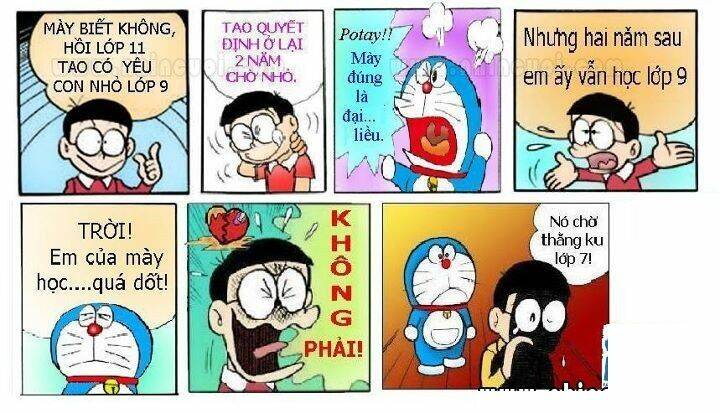 MÀY BIẾT KHÔNG,
HỒI LỚP 11
TAO CÓ YÊU
CON NHỎ LỚP 9
TAO QUYẾT
ĐỊNH Ở LẠI
2 NĂM
CHỜ NHỎ.
Potay!!
Mày
đúng
là
đại...
liều.
Nhưng hai năm sau
em ấy vẫn học lớp 9
TRỜI!
Em của mày
học....quá dốt!
KHÔNG
PHẢI!
Nó chờ
thằng ku
lớp 7!